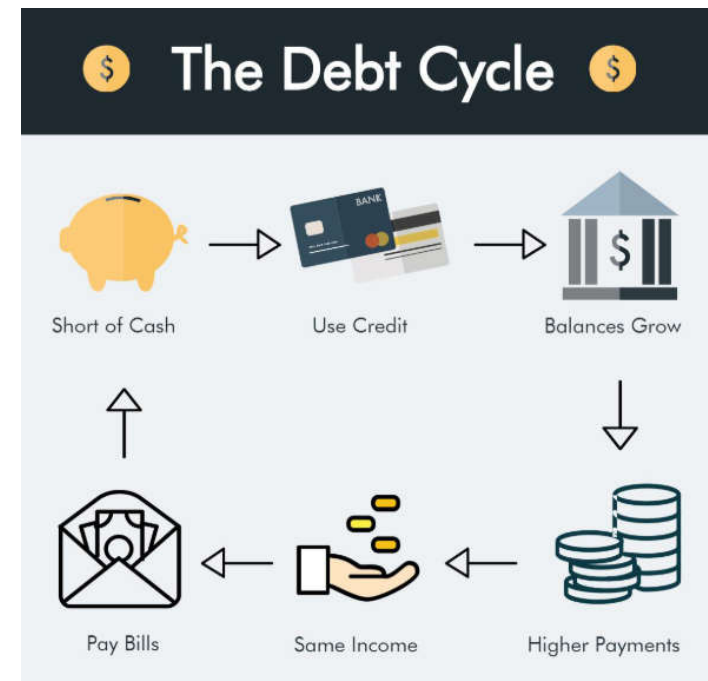 $ The Debt Cycle $
BANK
$
Short of Cash
Use Credit
Balances Grow
Pay Bills
Same Income
Higher Payments